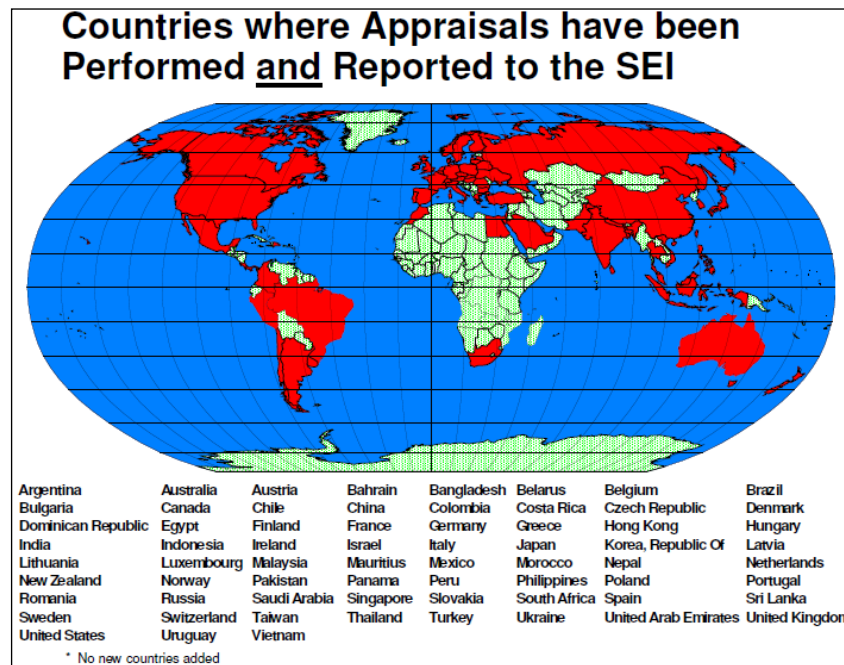 Countries where Appraisals have been
Performed and Reported to the SEI
Argentina Australia Austria Bahrain Bangladesh Belarus Belgium Brazil
Bulgaria Canada Chile China Colombia Costa Rica Czech Republic Denmark
Dominican Republic Egypt Finland France Germany Greece Hong Kong Hungary
India Indonesia Ireland Israel Italy Japan Korea, Republic Of Latvia
Lithuania Luxembourg Malaysia Mauritius Mexico Morocco Nepal Netherlands
New Zealand Norway Pakistan Panama Peru Philippines Poland Portugal
Romania Russia Saudi Arabia Singapore Slovakia South Africa Spain Sri Lanka
Sweden Switzerland Taiwan Thailand Turkey Ukraine United Arab Emirates United Kingdom
United States Uruguay Vietnam
* No new countries added